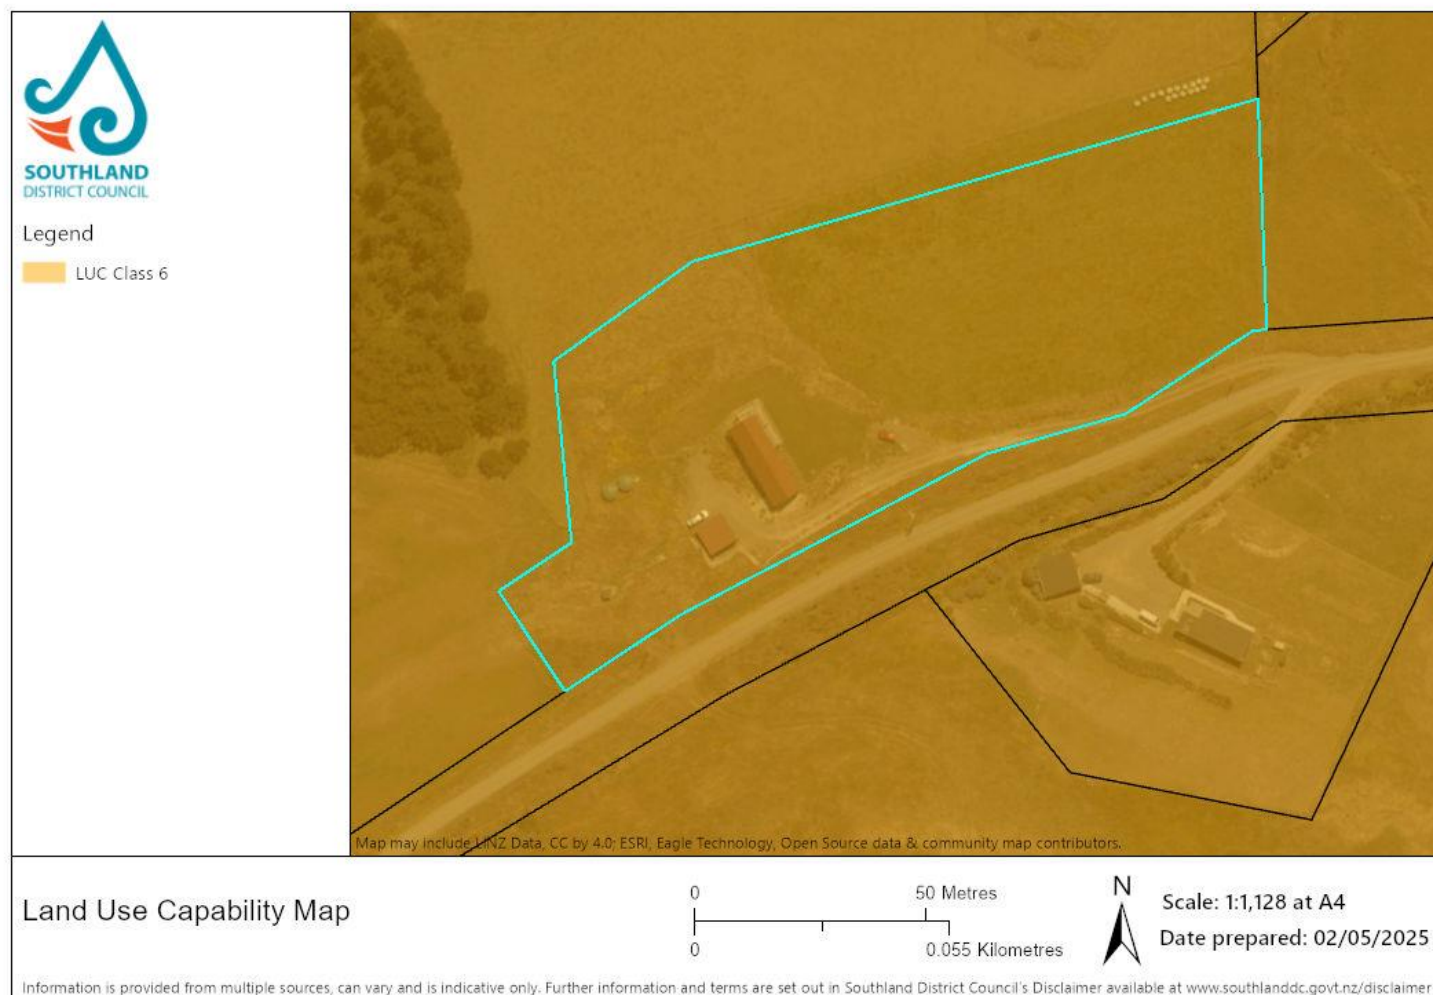 SOUTHLAND
DISTRICT COUNCIL
Legend
LUC Class 6
Map may include LINZ Data, CC by 4.0; ESRI, Eagle Technology, Open Source data & community map contributors.
Land Use Capability Map
0 50 Metres
0 0.055 Kilometres
N
Scale: 1:1,128 at A4
Date prepared: 02/05/2025
Information is provided from multiple sources, can vary and is indicative only. Further information and terms are set out in Southland District Council's Disclaimer available at www.southlanddc.govt.nz/disclaimer